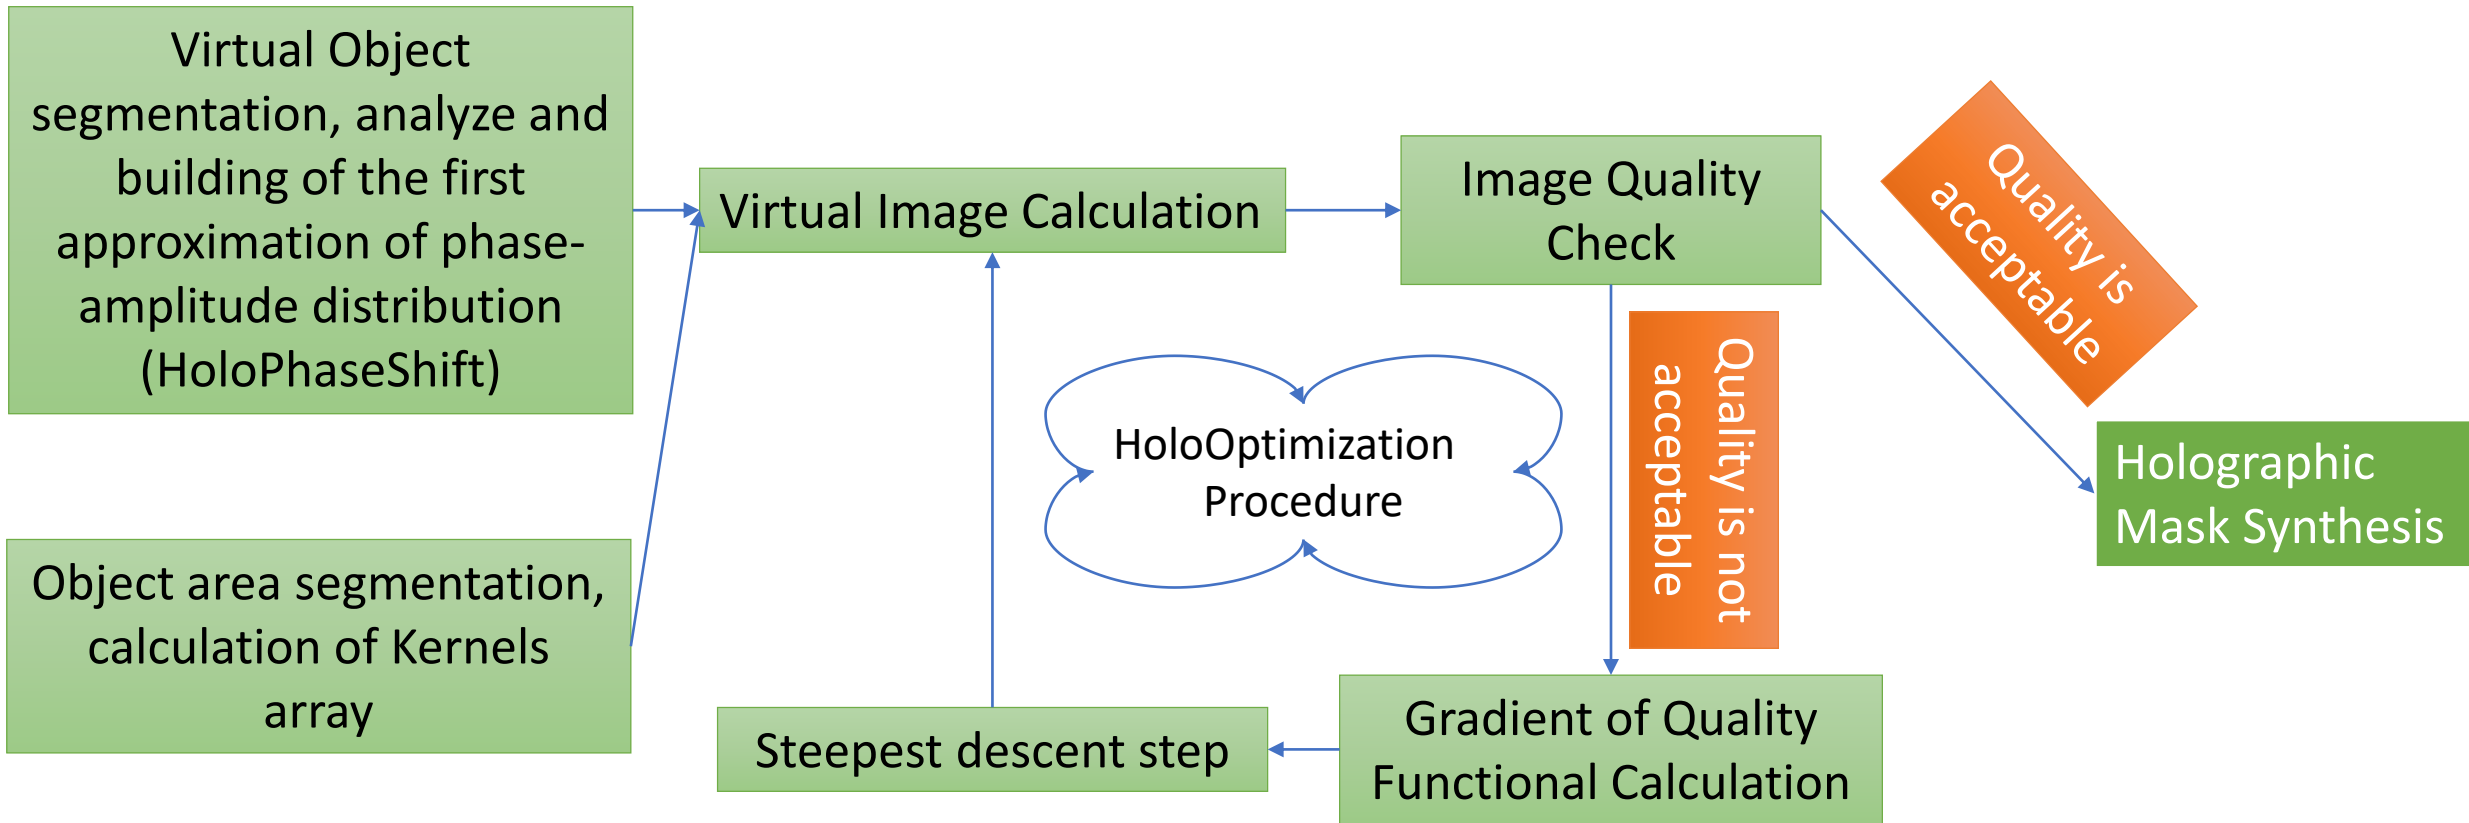 Virtual Object
segmentation, analyze and
building of the first
approximation of phase-
amplitude distribution
(HoloPhaseShift)
Object area segmentation,
calculation of Kernels
array
Virtual Image Calculation
Image Quality
Check
Quality is
acceptable
Quality is not
acceptable
HoloOptimization
Procedure
Holographic
Mask Synthesis
Gradient of Quality
Functional Calculation
Steepest descent step